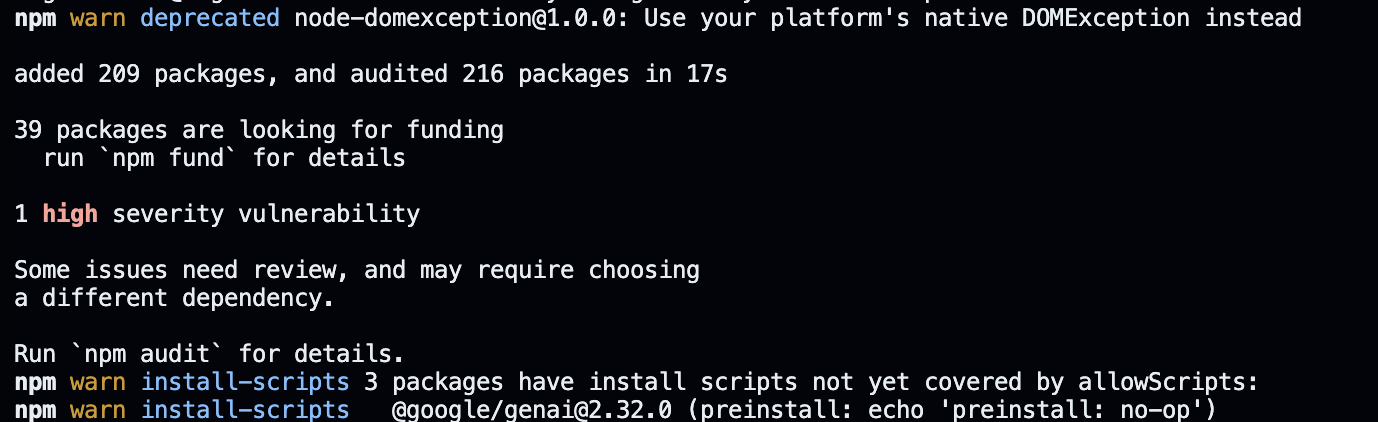 npm warn deprecated node-domexception@1.0.0: Use your platform's native DOMException instead
added 209 packages, and audited 216 packages in 17s
39 packages are looking for funding
  run `npm fund` for details
1 high severity vulnerability
Some issues need review, and may require choosing
a different dependency.
Run `npm audit` for details.
npm warn install-scripts 3 packages have install scripts not yet covered by allowScripts:
npm warn install-scripts   @google/genai@2.32.0 (preinstall: echo 'preinstall: no-op')